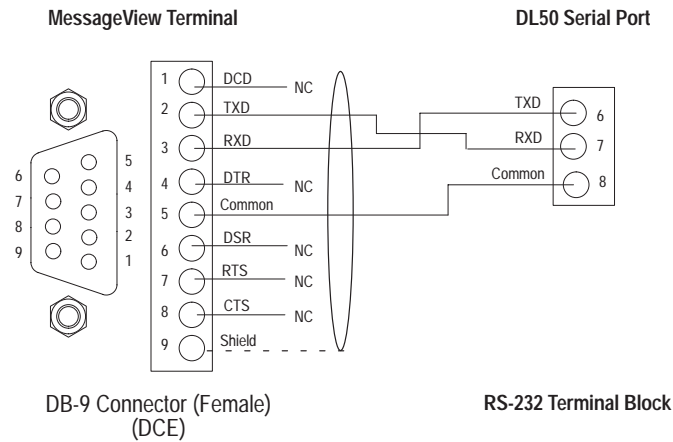 MessageView Terminal
DL50 Serial Port
1 DCD NC
2 TXD
3 RXD
4 DTR NC
5 Common
6 DSR NC
7 RTS NC
8 CTS NC
9 Shield
TXD 6
RXD 7
Common 8
5
4
3
2
1
6
7
8
9
DB-9 Connector (Female)
(DCE)
RS-232 Terminal Block